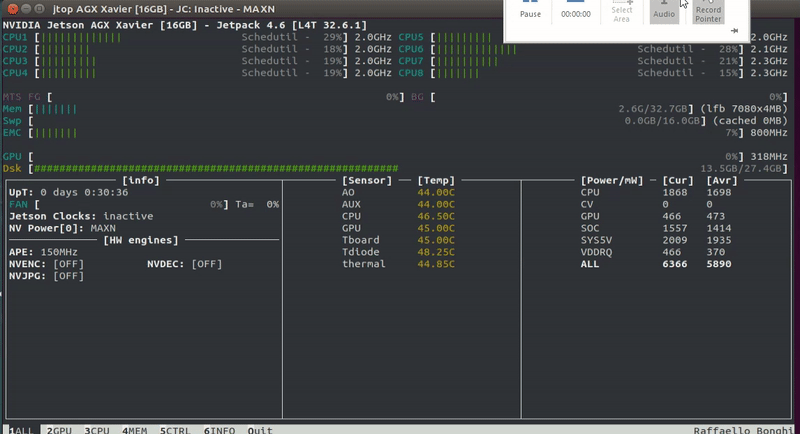 jtop AGX Xavier [16GB] - JC: Inactive - MAXN
Pause 00:00:00 Select Area Audio Record Pointer
NVIDIA Jetson AGX Xavier [16GB] - Jetpack 4.6 [L4T 32.6.1]
CPU1 [ Schedutil - 29%] 2.0GHz CPU5 [ 2.0GHz
CPU2 [ Schedutil - 18%] 2.0GHz CPU6 [ Schedutil - 28%] 2.1GHz
CPU3 [ Schedutil - 19%] 2.0GHz CPU7 [ Schedutil - 21%] 2.3GHz
CPU4 [ Schedutil - 19%] 2.0GHz CPU8 [ Schedutil - 15%] 2.3GHz
MTS FG [ 0%] BG [ 0%]
Mem [ 2.6G/32.7GB] (lfb 7080x4MB)
Swp [ 0.0GB/16.0GB] (cached 0MB)
EMC [ 7%] 800MHz
GPU [ 0%] 318MHz
Dsk [ 13.5GB/27.4GB]
[info] [Sensor] [Temp] [Power/mW] [Cur] [Avr]
UpT: 0 days 0:30:36 AO 44.00C CPU 1868 1698
FAN [ 0%] Ta= 0% AUX 44.00C CV 0 0
Jetson Clocks: inactive CPU 46.50C GPU 466 473
NV Power[0]: MAXN GPU 45.00C SOC 1557 1414
[HW engines] Tboard 45.00C SYS5V 2009 1935
APE: 150MHz Tdiode 48.25C VDDRQ 466 370
NVENC: [OFF] NVDEC: [OFF] thermal 44.85C ALL 6366 5890
NVJPG: [OFF]
1ALL 2GPU 3CPU 4MEM 5CTRL 6INFO Quit Raffaello Bonghi